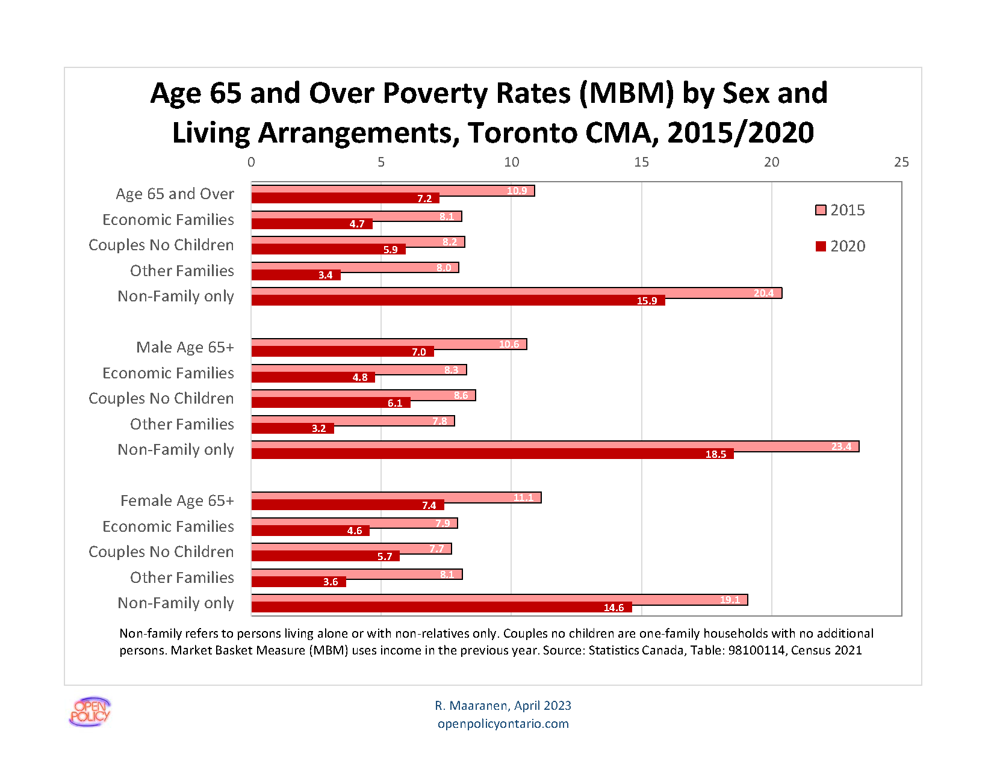 Age 65 and Over Poverty Rates (MBM) by Sex and
Living Arrangements, Toronto CMA, 2015/2020
0 5 10 15 20 25
Age 65 and Over 10.9 7.2
Economic Families 8.1 4.7
Couples No Children 8.2 5.9
Other Families 8.0 3.4
Non-Family only 20.4 15.9
2015
2020
Male Age 65+ 10.6 7.0
Economic Families 8.3 4.8
Couples No Children 8.6 6.1
Other Families 7.8 3.2
Non-Family only 23.4 18.5
Female Age 65+ 11.1 7.4
Economic Families 7.9 4.6
Couples No Children 7.7 5.7
Other Families 8.1 3.6
Non-Family only 19.1 14.6
Non-family refers to persons living alone or with non-relatives only. Couples no children are one-family households with no additional
persons. Market Basket Measure (MBM) uses income in the previous year. Source: Statistics Canada, Table: 98100114, Census 2021
OPEN
POLICY
R. Maaranen, April 2023
openpolicyontario.com